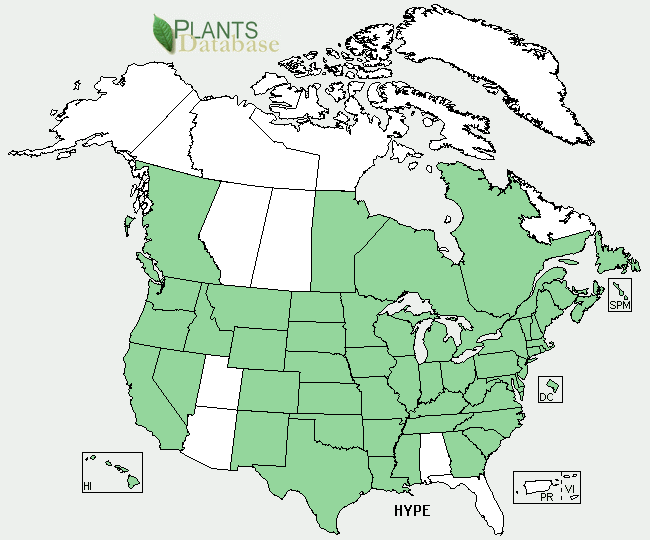 PLANTS
Database
SPM
DC
HI
PR
VI
HYPE